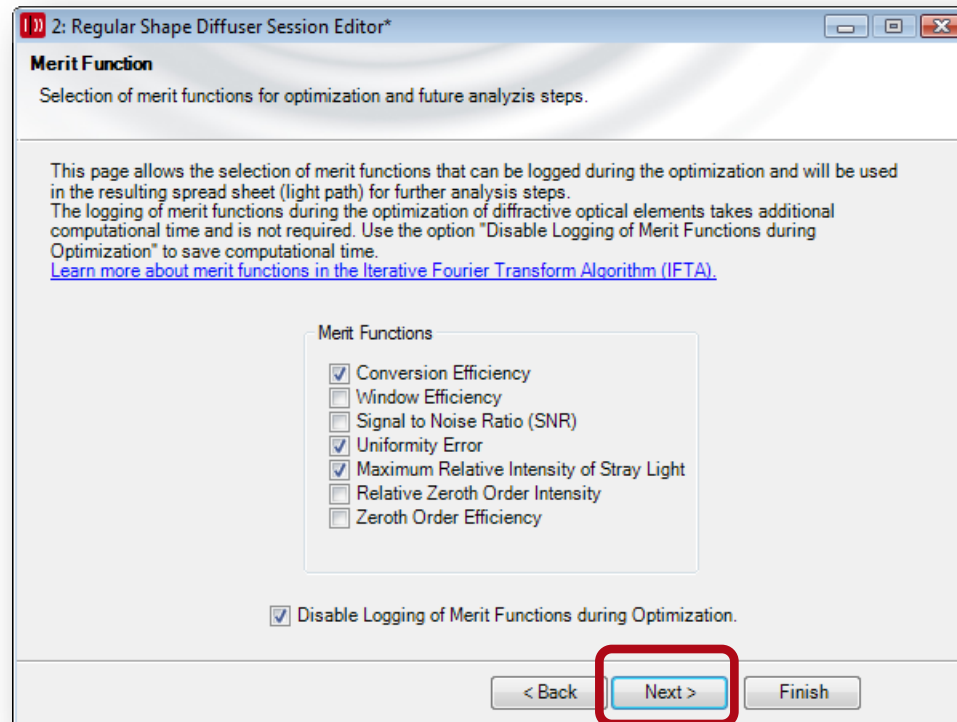 2: Regular Shape Diffuser Session Editor*
Merit Function
Selection of merit functions for optimization and future analyzis steps.
This page allows the selection of merit functions that can be logged during the optimization and will be used
in the resulting spread sheet (light path) for further analysis steps.
The logging of merit functions during the optimization of diffractive optical elements takes additional
computational time and is not required. Use the option "Disable Logging of Merit Functions during
Optimization" to save computational time.
Learn more about merit functions in the Iterative Fourier Transform Algorithm (IFTA).
Merit Functions
Conversion Efficiency
Window Efficiency
Signal to Noise Ratio (SNR)
Uniformity Error
Maximum Relative Intensity of Stray Light
Relative Zeroth Order Intensity
Zeroth Order Efficiency
Disable Logging of Merit Functions during Optimization.
< Back Next > Finish